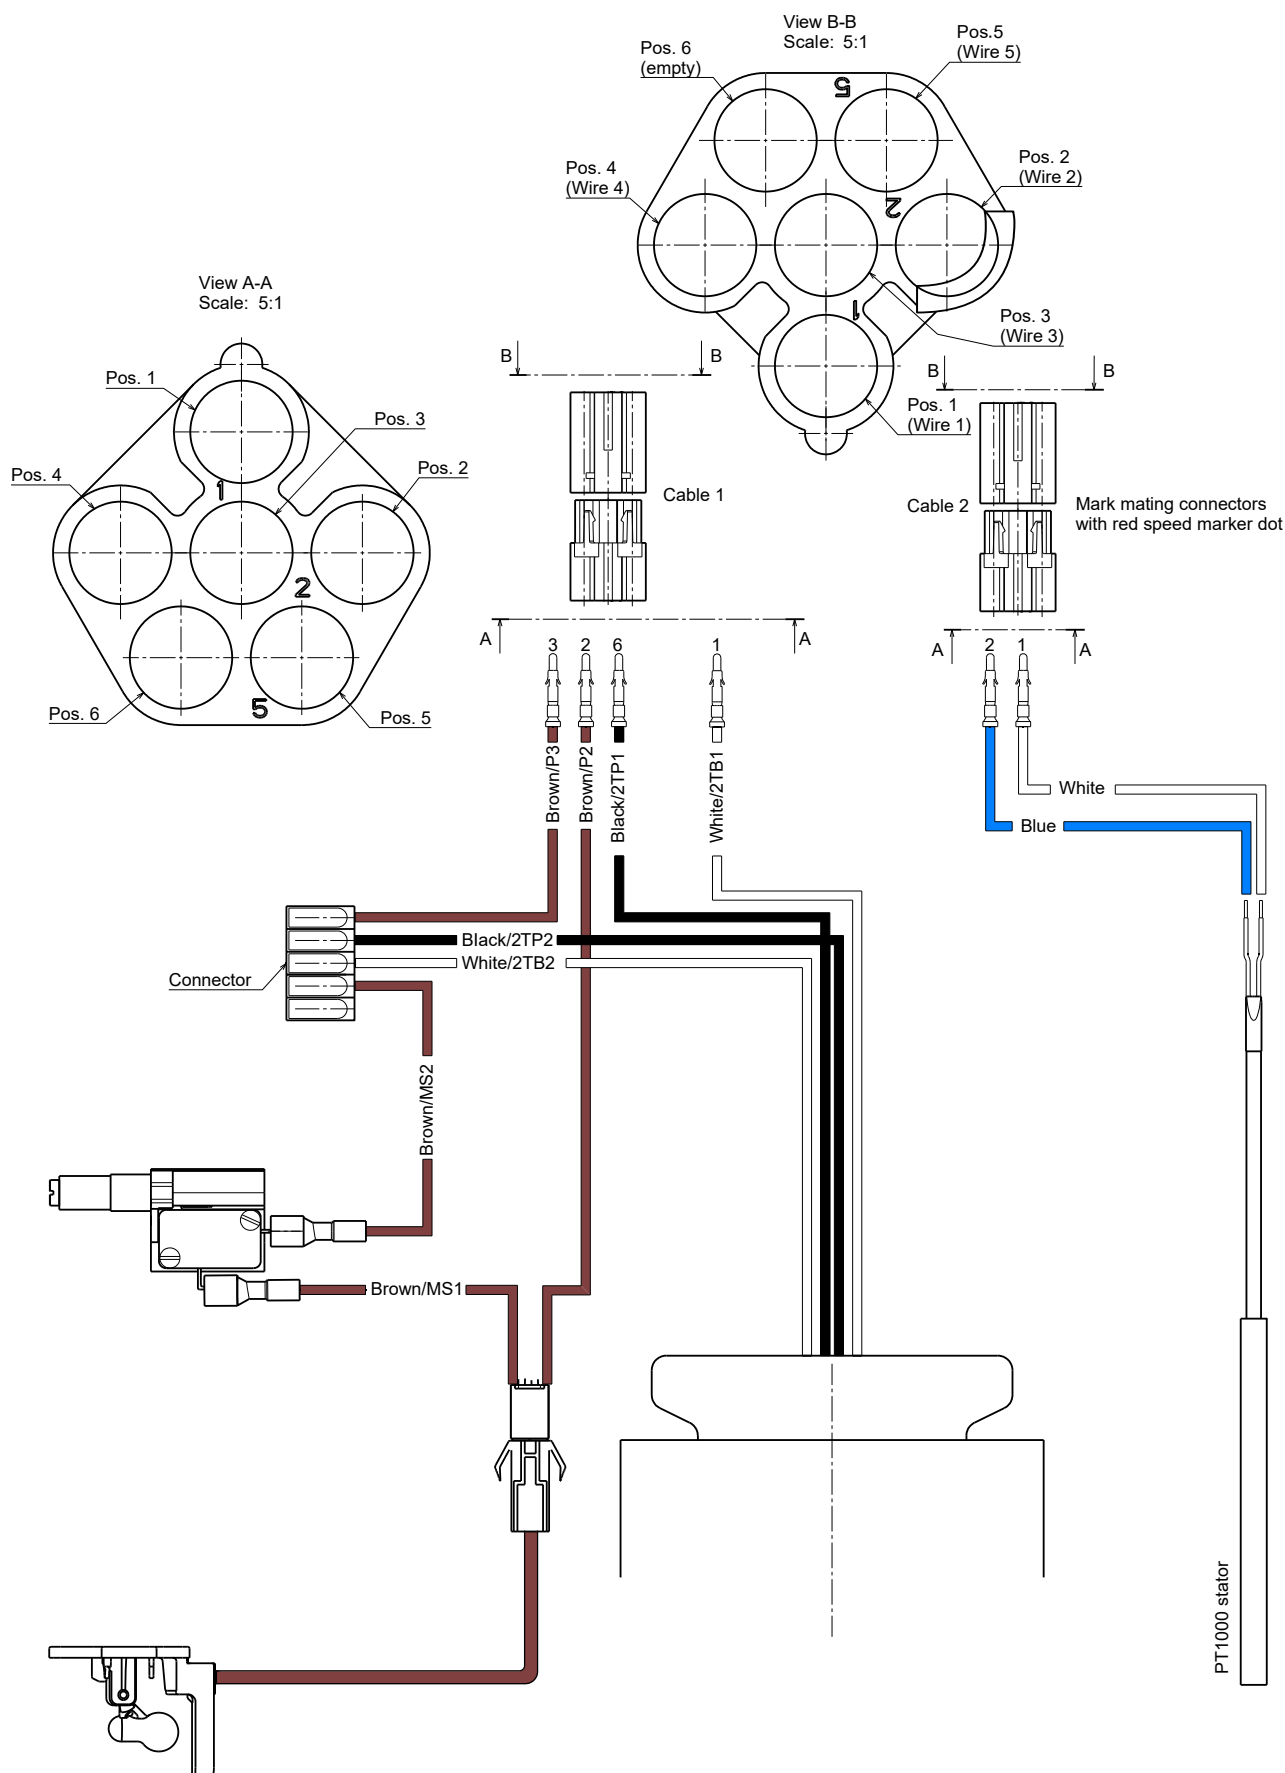 View B-B
Scale: 5:1
Pos. 6
(empty)
Pos.5
(Wire 5)
5
Pos. 4
(Wire 4)
Pos. 2
(Wire 2)
2
1
Pos. 3
(Wire 3)
Pos. 1
(Wire 1)
View A-A
Scale: 5:1
Pos. 1
Pos. 3
Pos. 4
Pos. 2
1
2
5
Pos. 6
Pos. 5
B
B
Cable 1
A
A
B
B
Cable 2
Mark mating connectors
with red speed marker dot
A
A
3
2
6
1
2
1
Brown/P3
Brown/P2
Black/2TP1
White/2TB1
White
Blue
Black/2TP2
White/2TB2
Connector
Brown/MS2
Brown/MS1
PT1000 stator